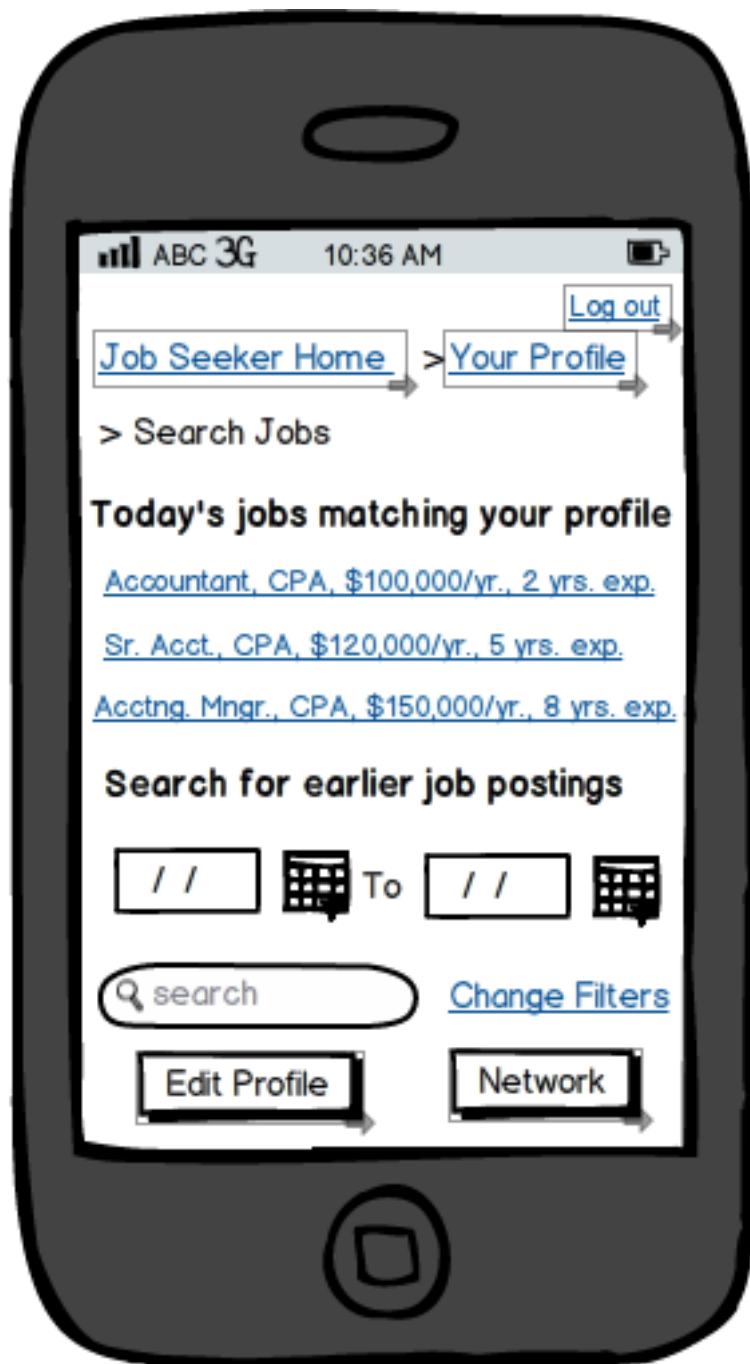 ABC 3G 10:36 AM
Log out
Job Seeker Home > Your Profile
> Search Jobs
Today's jobs matching your profile
Accountant, CPA, $100,000/yr., 2 yrs. exp.
Sr. Acct., CPA, $120,000/yr., 5 yrs. exp.
Acctng. Mngr., CPA, $150,000/yr., 8 yrs. exp.
Search for earlier job postings
/ / To / /
search Change Filters
Edit Profile Network